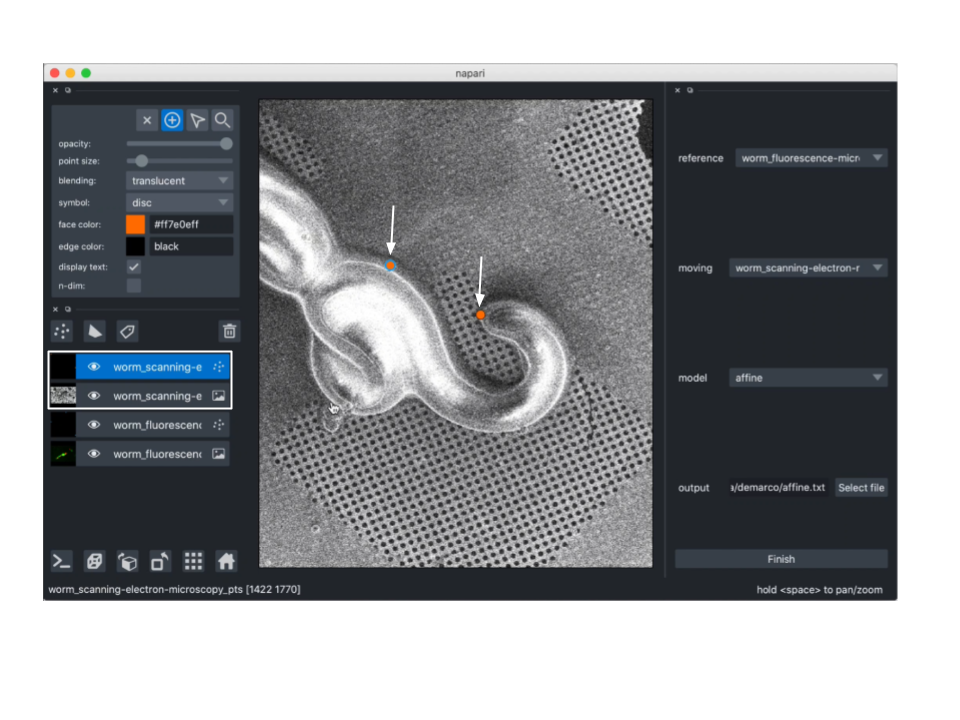 napari
opacity:
point size:
blending: translucent
symbol: disc
face color: #ff7e0eff
edge color: black
display text:
n-dim:
worm_scanning-e
worm_scanning-e
worm_fluorescenc
worm_fluorescenc
reference worm_fluorescence-micr
moving worm_scanning-electron-r
model affine
output a/demarco/affine.txt Select file
Finish
worm_scanning-electron-microscopy_pts [1422 1770]
hold <space> to pan/zoom